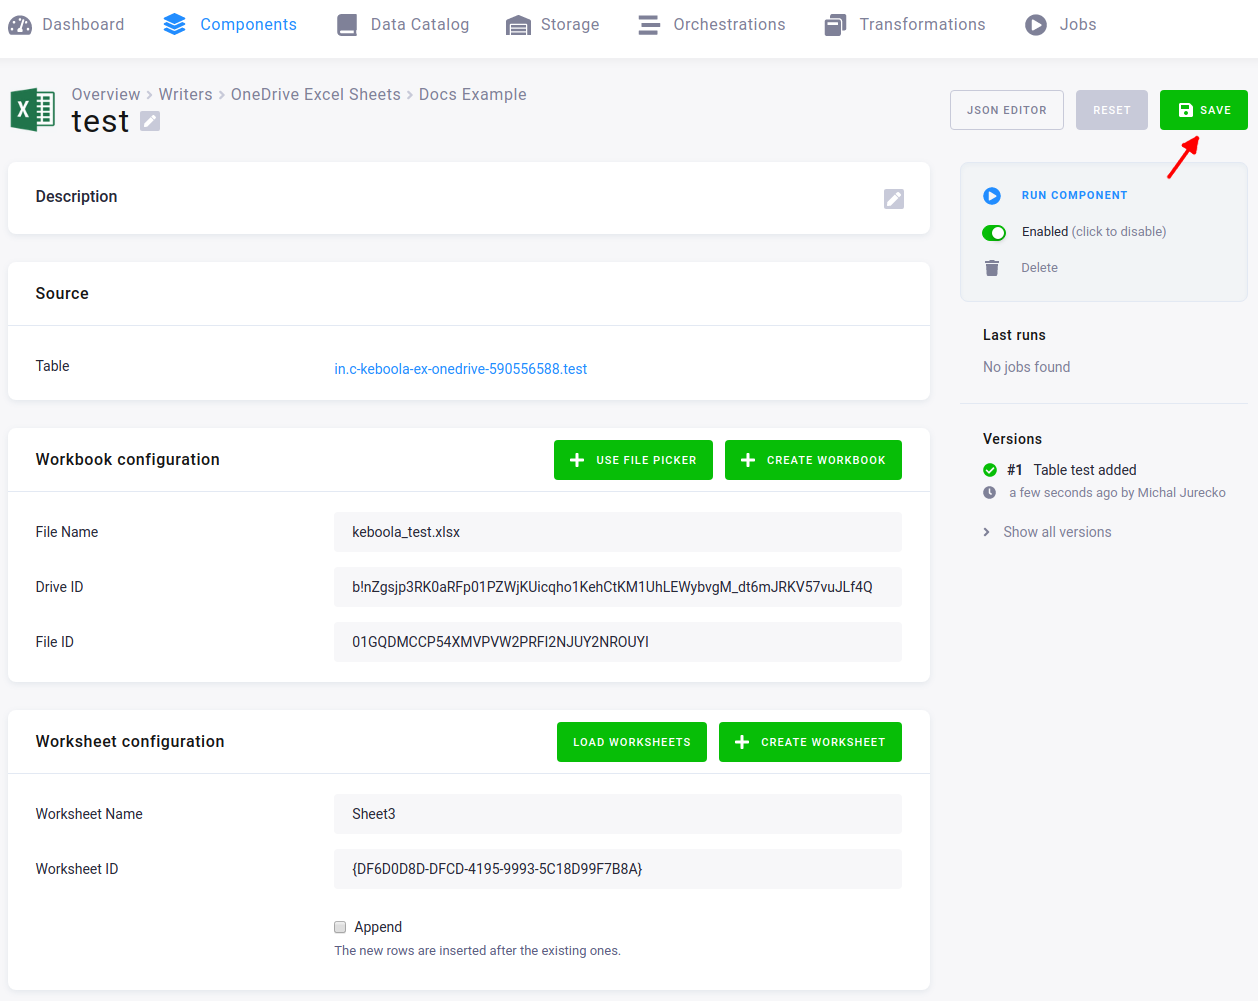 Dashboard Components Data Catalog Storage Orchestrations Transformations Jobs
Overview > Writers > OneDrive Excel Sheets > Docs Example
test
JSON EDITOR RESET SAVE
Description
RUN COMPONENT
Enabled (click to disable)
Delete
Source
Table in.c-keboola-ex-onedrive-590556588.test
Last runs
No jobs found
Versions
#1 Table test added
a few seconds ago by Michal Jurecko
Show all versions
Workbook configuration USE FILE PICKER CREATE WORKBOOK
File Name keboola_test.xlsx
Drive ID b!nZgsjp3RK0aRFp01PZWjKUicqho1KehCtKM1UhLEWybvgM_dt6mJRKV57vuJLf4Q
File ID 01GQDMCCP54XMVPVW2PRFI2NJUY2NROUYI
Worksheet configuration LOAD WORKSHEETS CREATE WORKSHEET
Worksheet Name Sheet3
Worksheet ID {DF6D0D8D-DFCD-4195-9993-5C18D99F7B8A}
Append
The new rows are inserted after the existing ones.